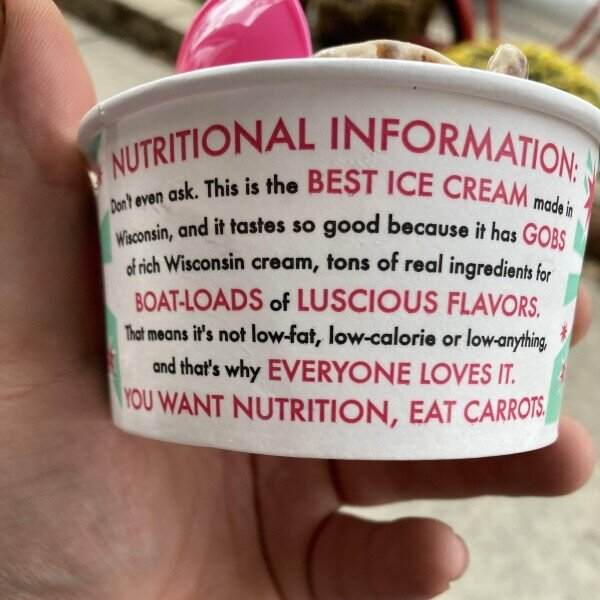 NUTRITIONAL INFORMATION:
Don't even ask. This is the BEST ICE CREAM made in
Wisconsin, and it tastes so good because it has GOBS
of rich Wisconsin cream, tons of real ingredients for
BOAT-LOADS of LUSCIOUS FLAVORS.
That means it's not low-fat, low-calorie or low-anything,
and that's why EVERYONE LOVES IT.
YOU WANT NUTRITION, EAT CARROTS.